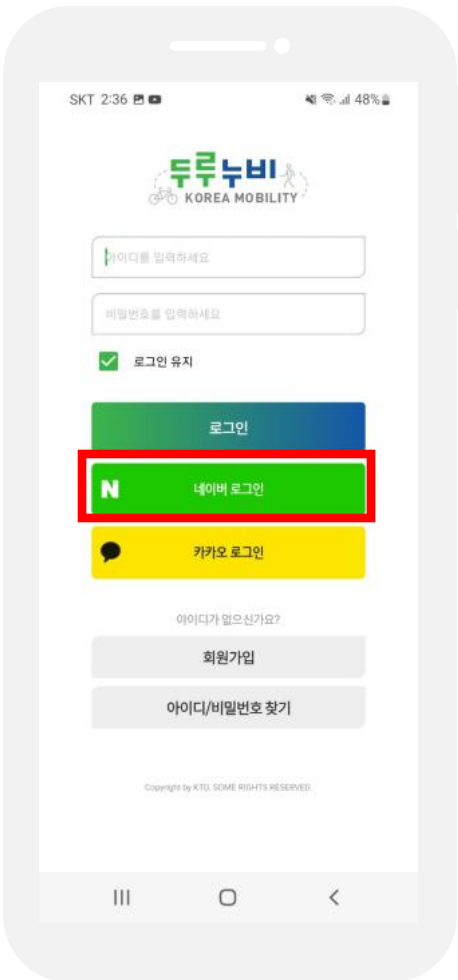 SKT 2:36 48%
두루누비
KOREA MOBILITY
아이디를 입력하세요
비밀번호를 입력하세요
로그인 유지
로그인
N 네이버 로그인
카카오 로그인
아이디가 없으신가요?
회원가입
아이디/비밀번호 찾기
Copyright by KTO. SOME RIGHTS RESERVED.